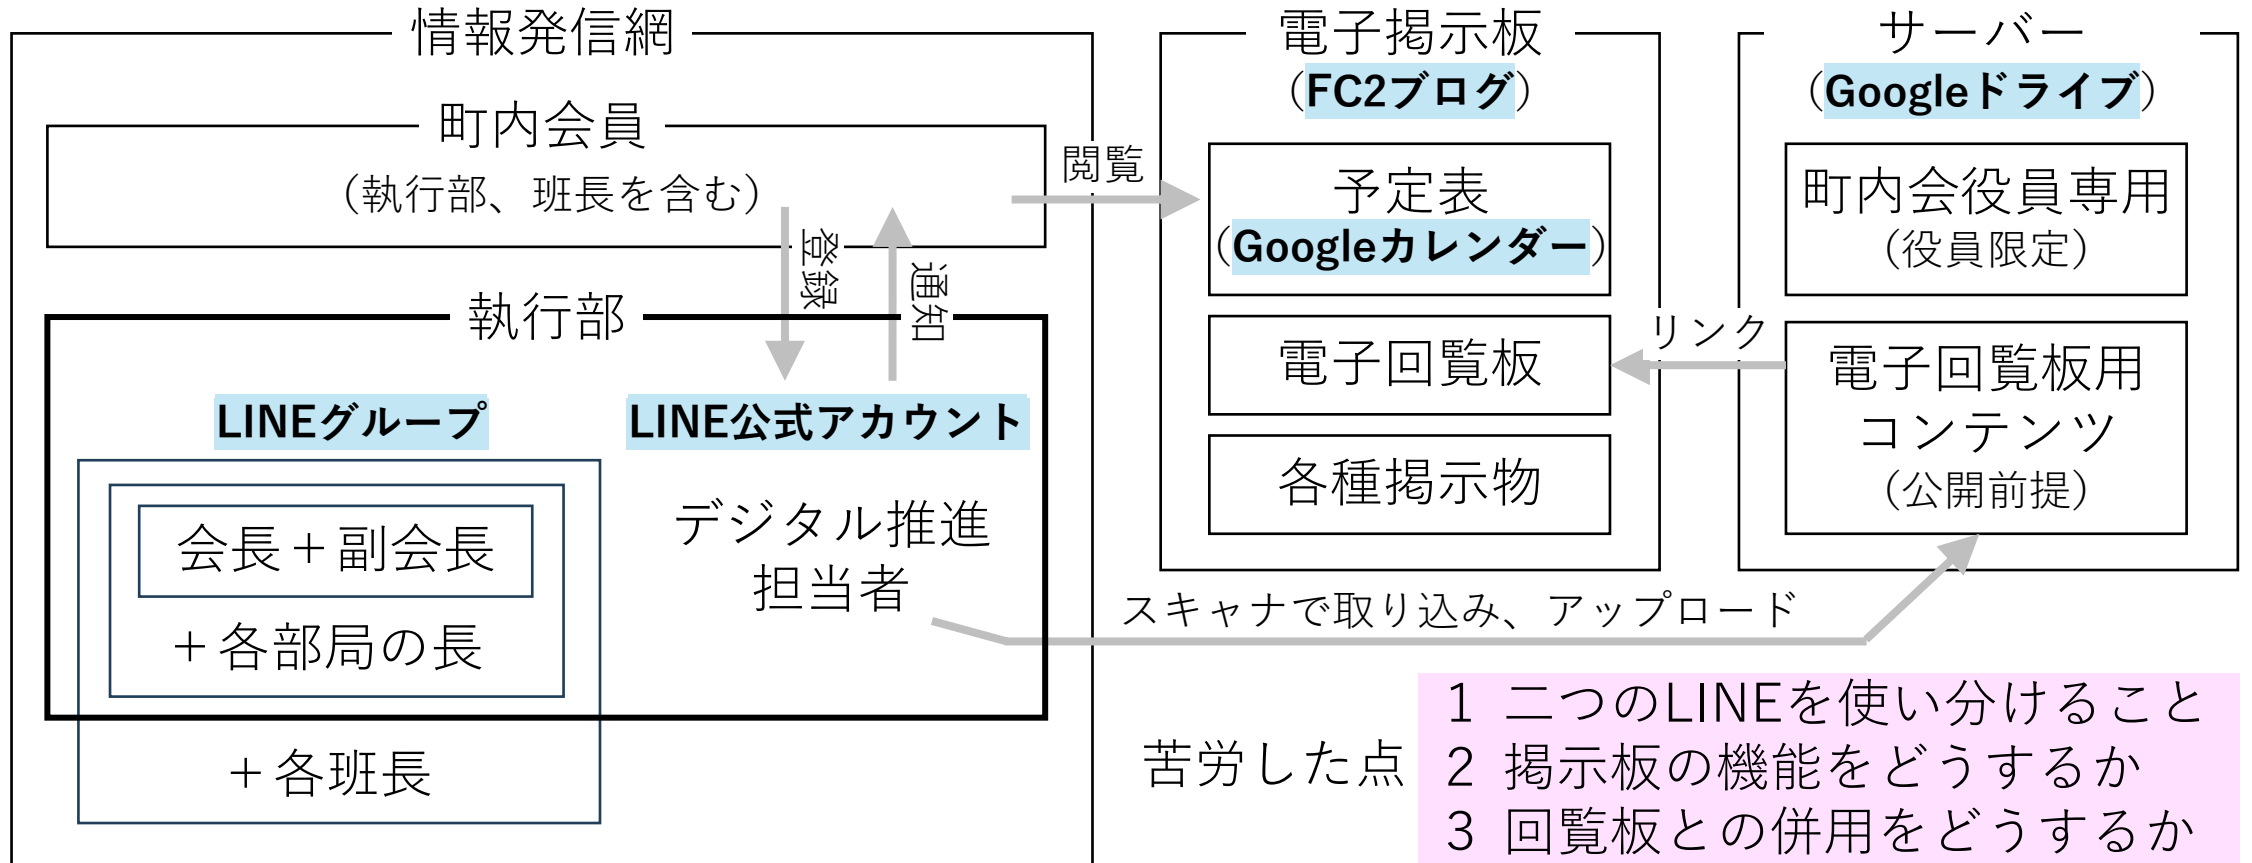 情報発信網
町内会員
（執行部、班長を含む）
登録
通知
執行部
LINEグループ
LINE公式アカウント
会長＋副会長
＋各部局の長
＋各班長
デジタル推進
担当者
閲覧
電子掲示板
（FC2ブログ）
予定表
（Googleカレンダー）
電子回覧板
各種掲示物
リンク
サーバー
（Googleドライブ）
町内会役員専用
（役員限定）
電子回覧板用
コンテンツ
（公開前提）
スキャナで取り込み、アップロード
苦労した点
1 二つのLINEを使い分けること
2 掲示板の機能をどうするか
3 回覧板との併用をどうするか